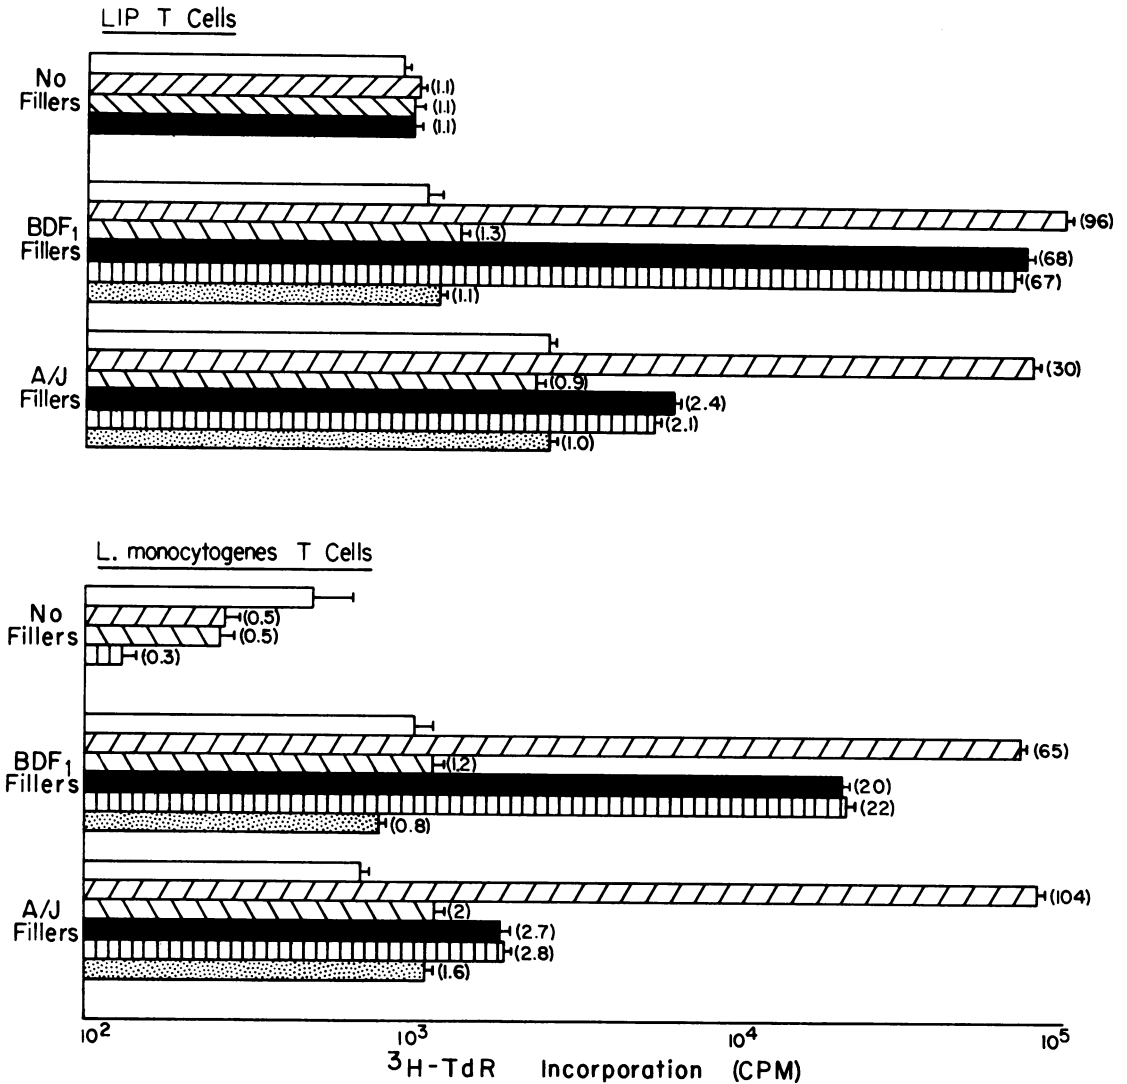 LIP T Cells
No
Fillers
(1.1)
(1.1)
(1.1)
BDF1
Fillers
(96)
(1.3)
(68)
(67)
(1.1)
A/J
Fillers
(30)
(0.9)
(2.4)
(2.1)
(1.0)
L. monocytogenes T Cells
No
Fillers
(0.5)
(0.5)
(0.3)
BDF1
Fillers
(65)
(1.2)
(20)
(22)
(0.8)
A/J
Fillers
(104)
(2)
(2.7)
(2.8)
(1.6)
10² 10³ 10⁴ 10⁵
³H-TdR Incorporation (CPM)